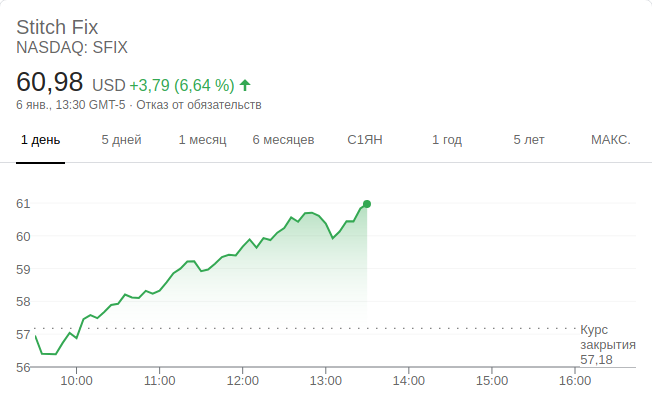 Stitch Fix
NASDAQ: SFIX
60,98 USD +3,79 (6,64 %)
6 янв., 13:30 GMT-5 · Отказ от обязательств
1 день 5 дней 1 месяц 6 месяцев С1ЯН 1 год 5 лет МАКС.
61
60
59
58
57
56
Курс
закрытия
57,18
10:00 11:00 12:00 13:00 14:00 15:00 16:00